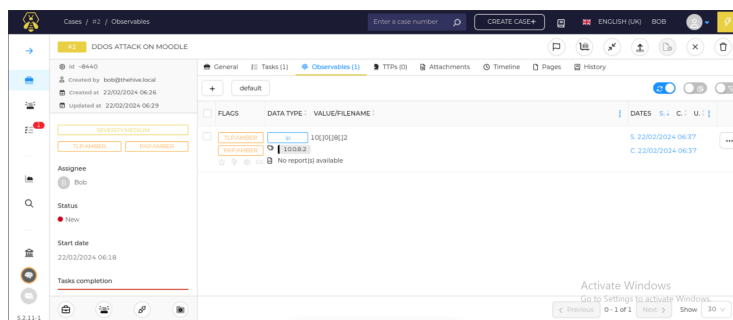 Cases / #2 / Observables
Enter a case number
CREATE CASE+
ENGLISH (UK)
BOB
#2 DDOS ATTACK ON MOODLE
Id ~8440
Created by bob@thehive.local
Created at 22/02/2024 06:26
Updated at 22/02/2024 06:29
SEVERITY:MEDIUM
TLP:AMBER
PAP:AMBER
Assignee
B Bob
Status
New
Start date
22/02/2024 06:18
Tasks completion
5.2.11-1
1
General
Tasks (1)
Observables (1)
TTPs (0)
Attachments
Timeline
Pages
History
+ default
FLAGS
DATA TYPE
VALUE/FILENAME
DATES S. C. U.
TLP:AMBER
PAP:AMBER
ip
10[.]0[.]8[.]2
10.0.8.2
No report(s) available
S. 22/02/2024 06:37
C. 22/02/2024 06:37
Activate Windows
Go to Settings to activate Windows.
< Previous 0 - 1 of 1 Next > Show 30